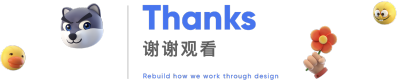 Thanks
谢谢观看
Rebuild how we work through design